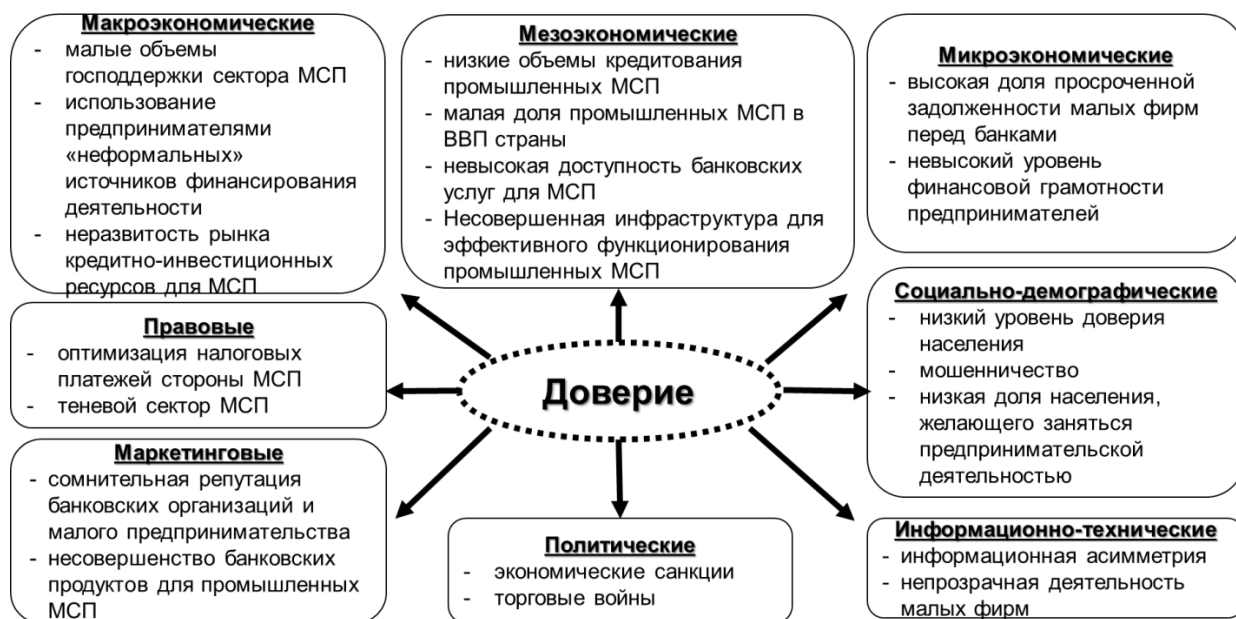 Макроэкономические
- малые объемы
господдержки сектора МСП
- использование
предпринимателями
«неформальных»
источников финансирования
деятельности
- неразвитость рынка
кредитно-инвестиционных
ресурсов для МСП
Мезоэкономические
- низкие объемы кредитования
промышленных МСП
- малая доля промышленных МСП в
ВВП страны
- невысокая доступность банковских
услуг для МСП
- Несовершенная инфраструктура для
эффективного функционирования
промышленных МСП
Микроэкономические
- высокая доля просроченной
задолженности малых фирм
перед банками
- невысокий уровень
финансовой грамотности
предпринимателей
Правовые
- оптимизация налоговых
платежей стороны МСП
- теневой сектор МСП
Доверие
Социально-демографические
- низкий уровень доверия
населения
- мошенничество
- низкая доля населения,
желающего заняться
предпринимательской
деятельностью
Маркетинговые
- сомнительная репутация
банковских организаций и
малого предпринимательства
- несовершенство банковских
продуктов для промышленных
МСП
Политические
- экономические санкции
- торговые войны
Информационно-технические
- информационная асимметрия
- непрозрачная деятельность
малых фирм